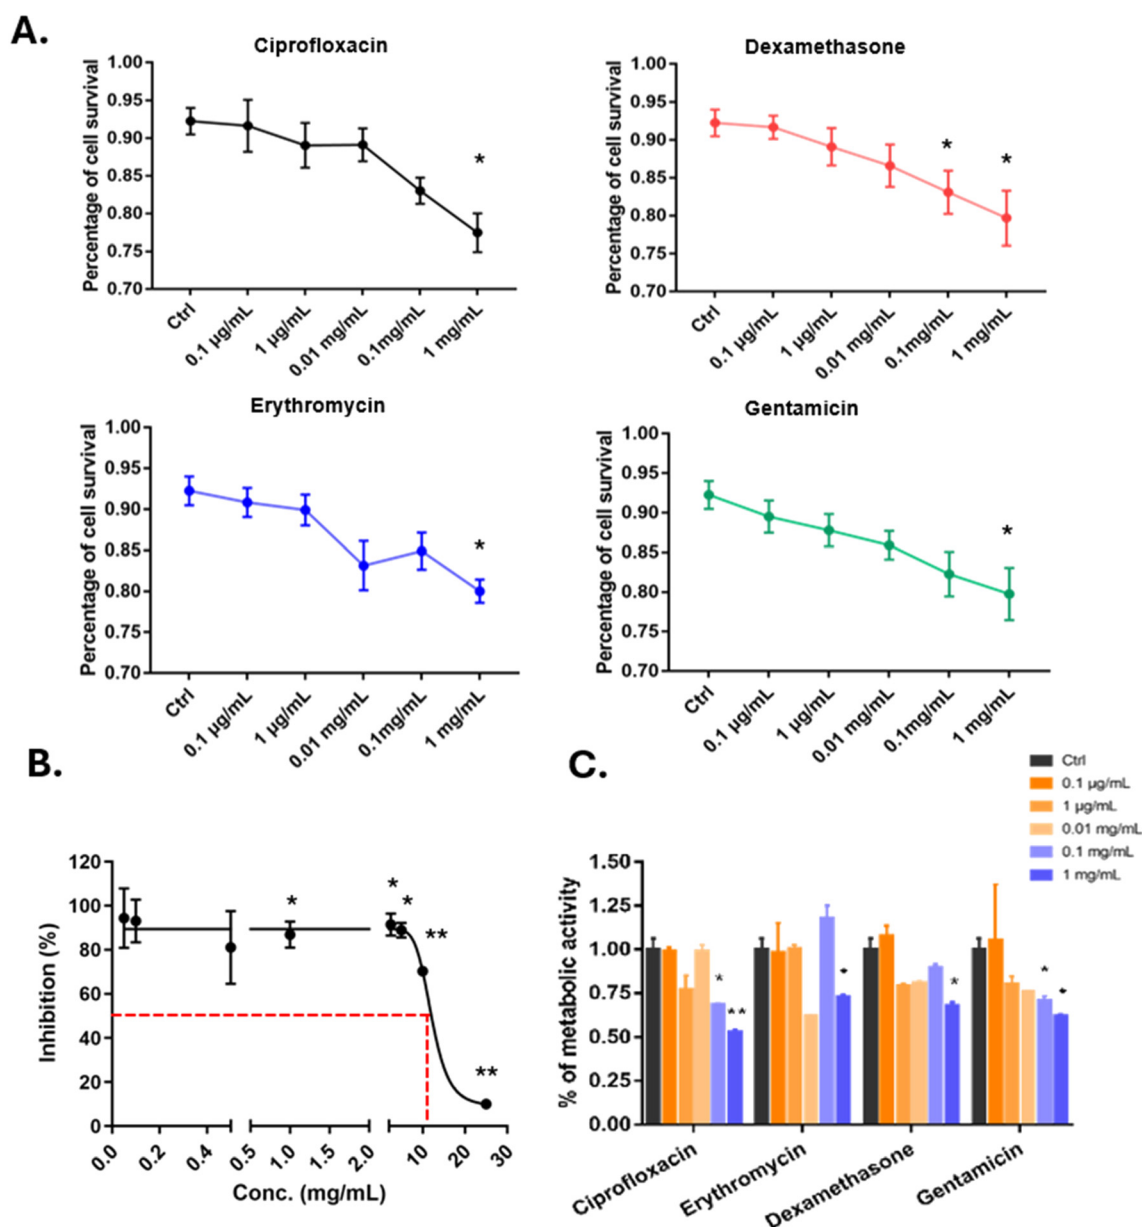 A.
Ciprofloxacin
Percentage of cell survival
1.00
0.95
0.90
0.85
0.80
0.75
0.70
*
Ctrl
0.1 µg/mL
1 µg/mL
0.01 mg/mL
0.1mg/mL
1 mg/mL
Dexamethasone
Percentage of cell survival
1.00
0.95
0.90
0.85
0.80
0.75
0.70
* *
Ctrl
0.1 µg/mL
1 µg/mL
0.01 mg/mL
0.1mg/mL
1 mg/mL
Erythromycin
Percentage of cell survival
1.00
0.95
0.90
0.85
0.80
0.75
0.70
*
Ctrl
0.1 µg/mL
1 µg/mL
0.01 mg/mL
0.1mg/mL
1 mg/mL
Gentamicin
Percentage of cell survival
1.00
0.95
0.90
0.85
0.80
0.75
0.70
*
Ctrl
0.1 µg/mL
1 µg/mL
0.01 mg/mL
0.1mg/mL
1 mg/mL
B.
Inhibition (%)
120
100
80
60
40
20
0
* * * ** **
0.0 0.2 0.4 0.5 1.0 1.5 2.0 10 20 30
Conc. (mg/mL)
C.
Ctrl
0.1 µg/mL
1 µg/mL
0.01 mg/mL
0.1 mg/mL
1 mg/mL
% of metabolic activity
1.50
1.25
1.00
0.75
0.50
0.25
0.00
* ** * * * *
Ciprofloxacin
Erythromycin
Dexamethasone
Gentamicin